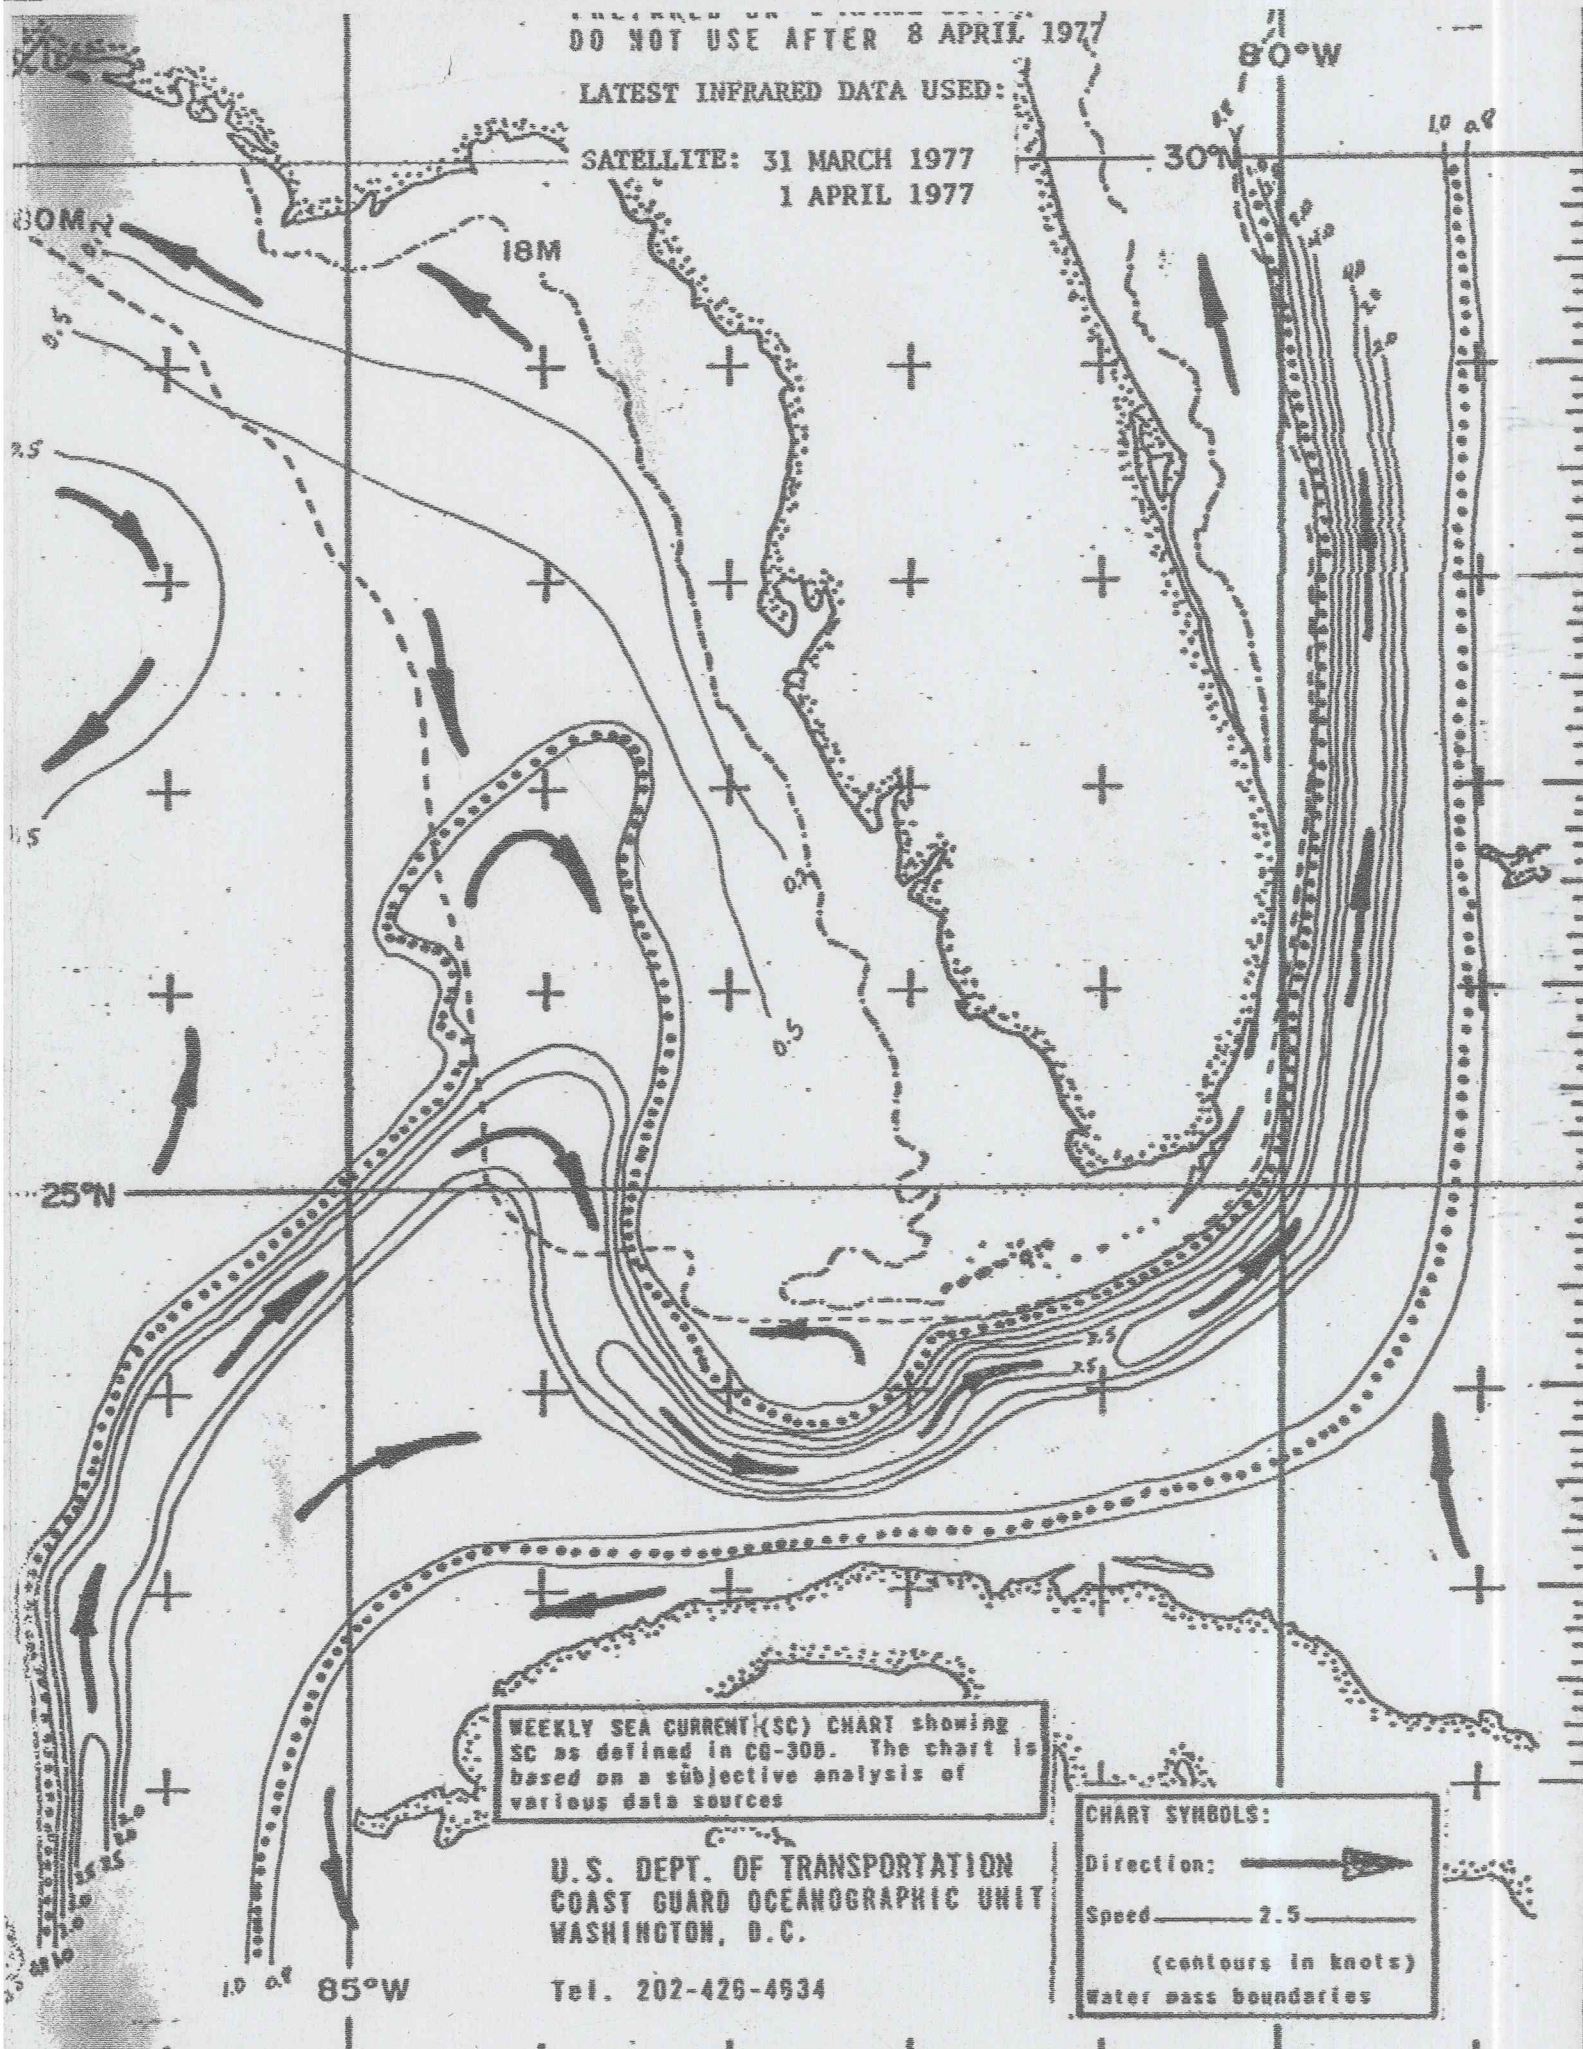 DO NOT USE AFTER 8 APRIL 1977
80°W
LATEST INFRARED DATA USED:
1.0 0.8
SATELLITE: 31 MARCH 1977
30°N
1 APRIL 1977
18M
0.5
0.5
25°N
2.5
WEEKLY SEA CURRENT (SC) CHART showing
SC as defined in CG-308. The chart is
based on a subjective analysis of
various data sources
U.S. DEPT. OF TRANSPORTATION
COAST GUARD OCEANOGRAPHIC UNIT
WASHINGTON, D.C.
Tel. 202-426-4634
CHART SYMBOLS:
Direction:
Speed 2.5
(contours in knots)
Water mass boundaries
1.0 0.8 85°W